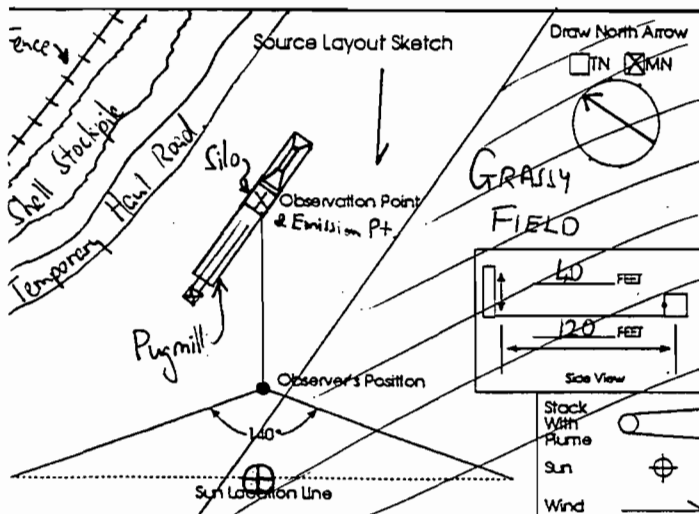 Fence
Source Layout Sketch
Draw North Arrow
TN MN
Shell Stockpile
Temporary Haul Road
Silo
Observation Point
& Emission Pt.
GRASSY
FIELD
40 FEET
120 FEET
Side View
Pugmill
Observer's Position
140°
Sun Location Line
Stack
With
Plume
Sun
Wind